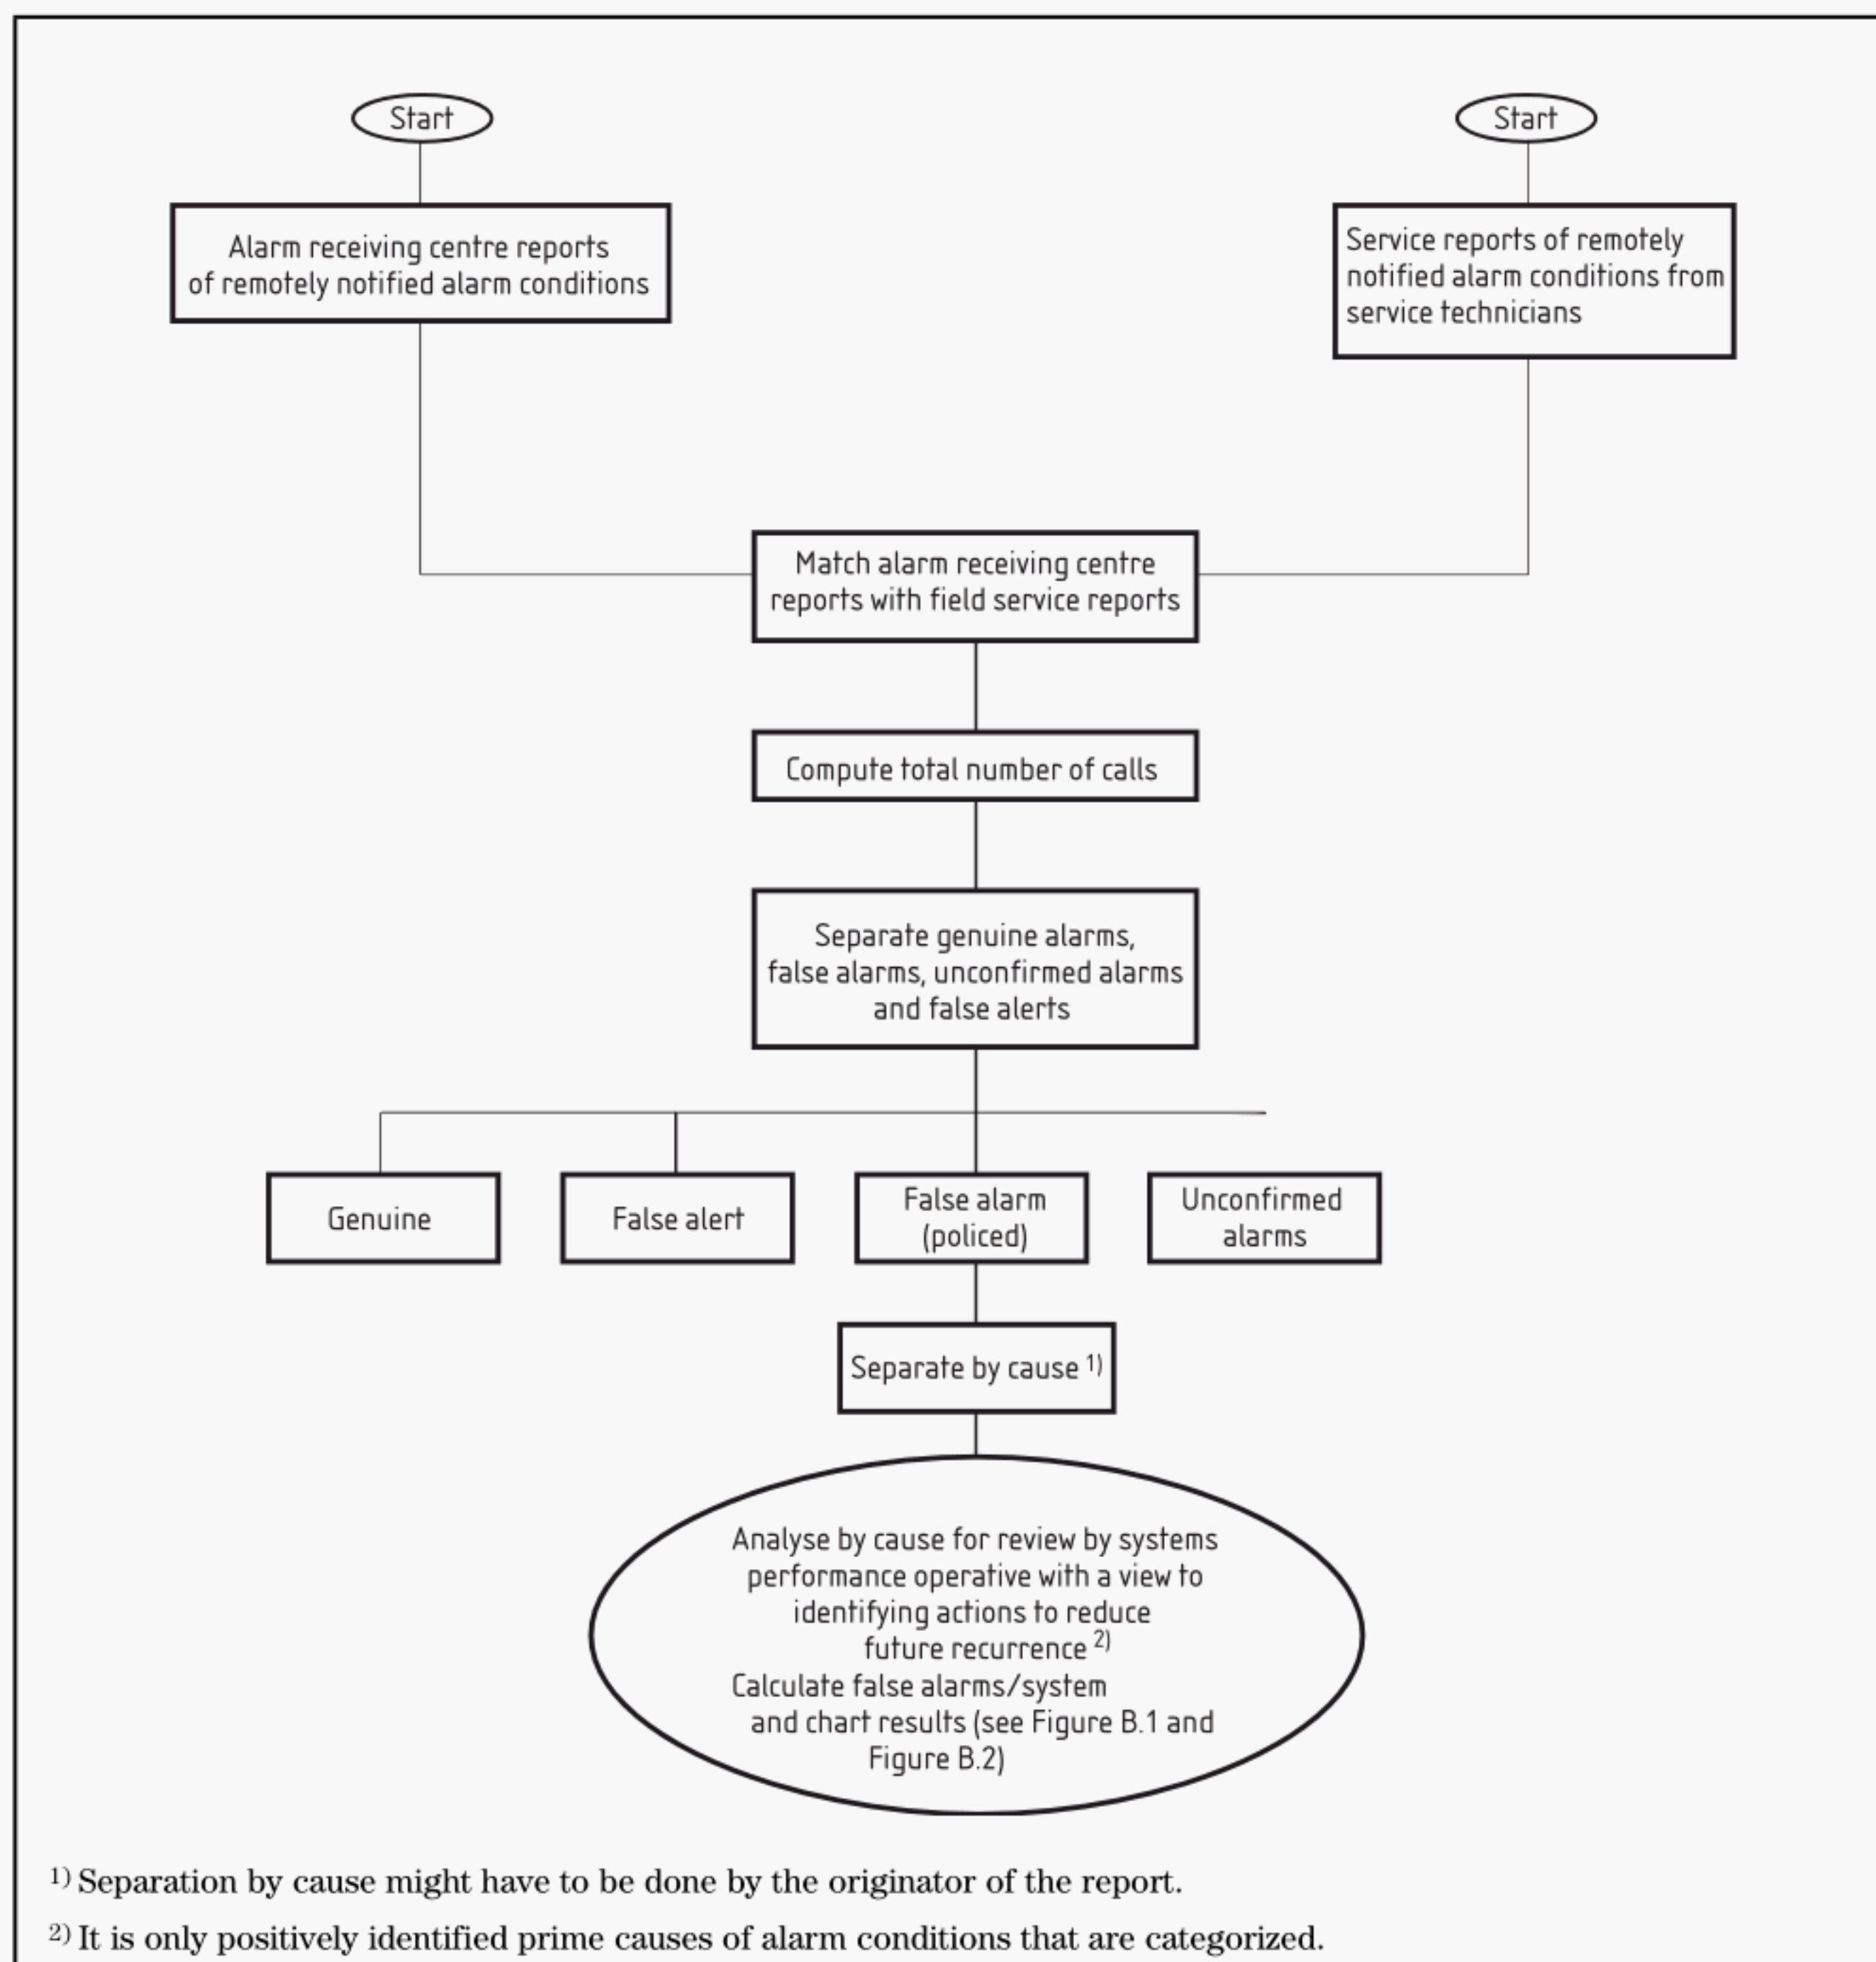 Start
Start
Alarm receiving centre reports
of remotely notified alarm conditions
Service reports of remotely
notified alarm conditions from
service technicians
Match alarm receiving centre
reports with field service reports
Compute total number of calls
Separate genuine alarms,
false alarms, unconfirmed alarms
and false alerts
Genuine
False alert
False alarm
(policed)
Unconfirmed
alarms
Separate by cause 1)
Analyse by cause for review by systems
performance operative with a view to
identifying actions to reduce
future recurrence 2)
Calculate false alarms/system
and chart results (see Figure B.1 and
Figure B.2)
1) Separation by cause might have to be done by the originator of the report.
2) It is only positively identified prime causes of alarm conditions that are categorized.